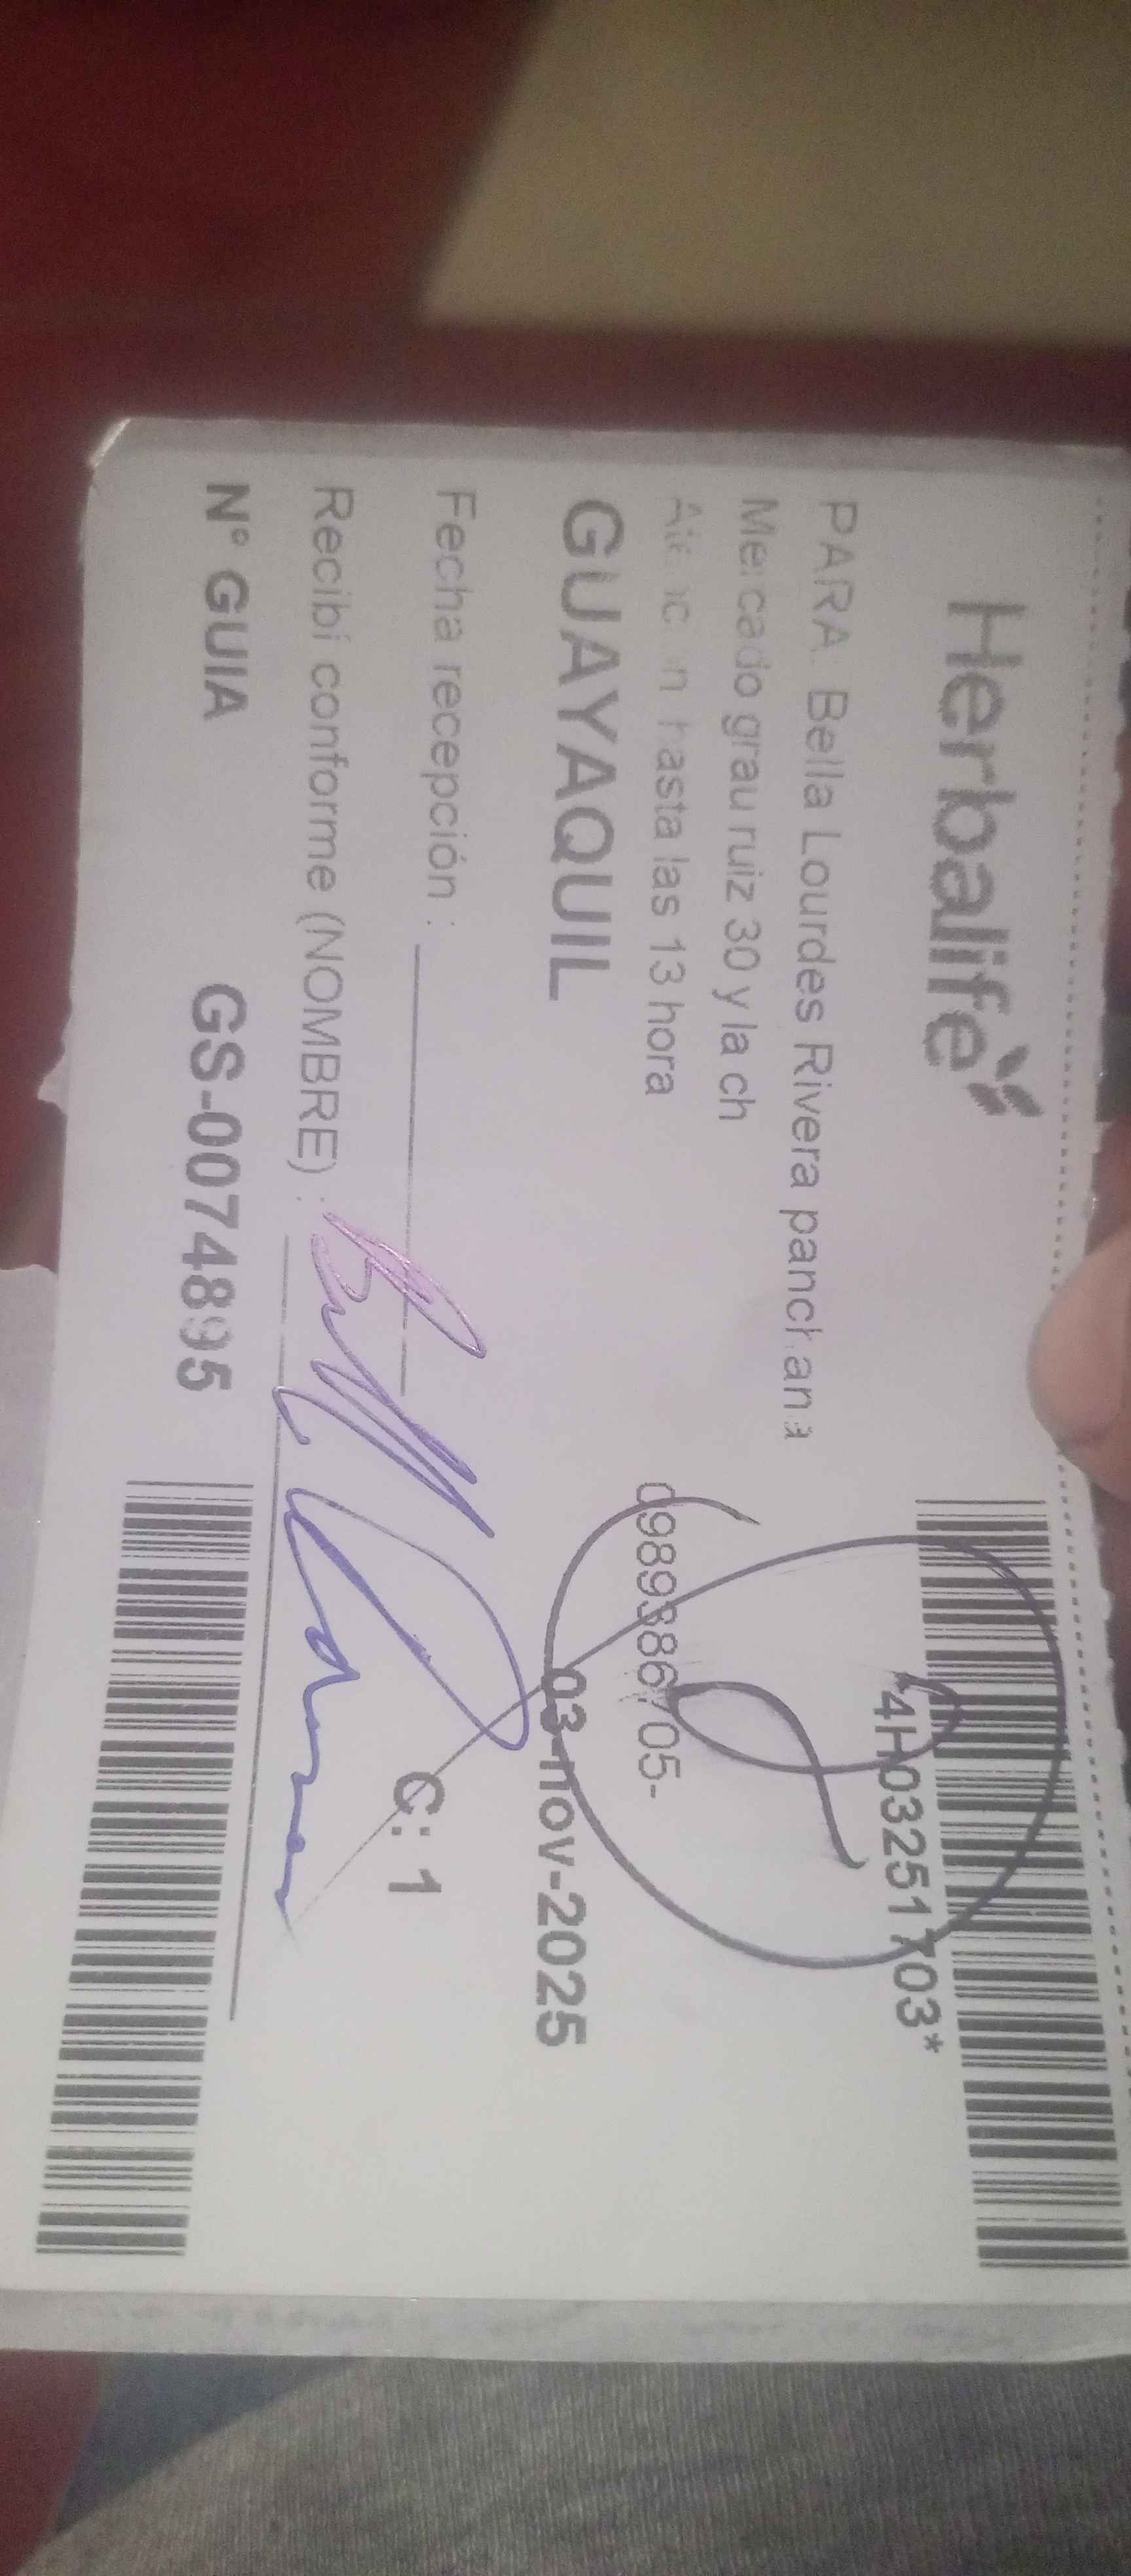 Herbalife
4H03251703*
PARA: Bella Lourdes Rivera panchana
Mercado grau ruiz 30 y la ch
hasta las 13 hora
GUAYAQUIL
03-nov-2025
Fecha recepción :
C: 1
Recibí conforme (NOMBRE) :
N° GUIA GS-0074895